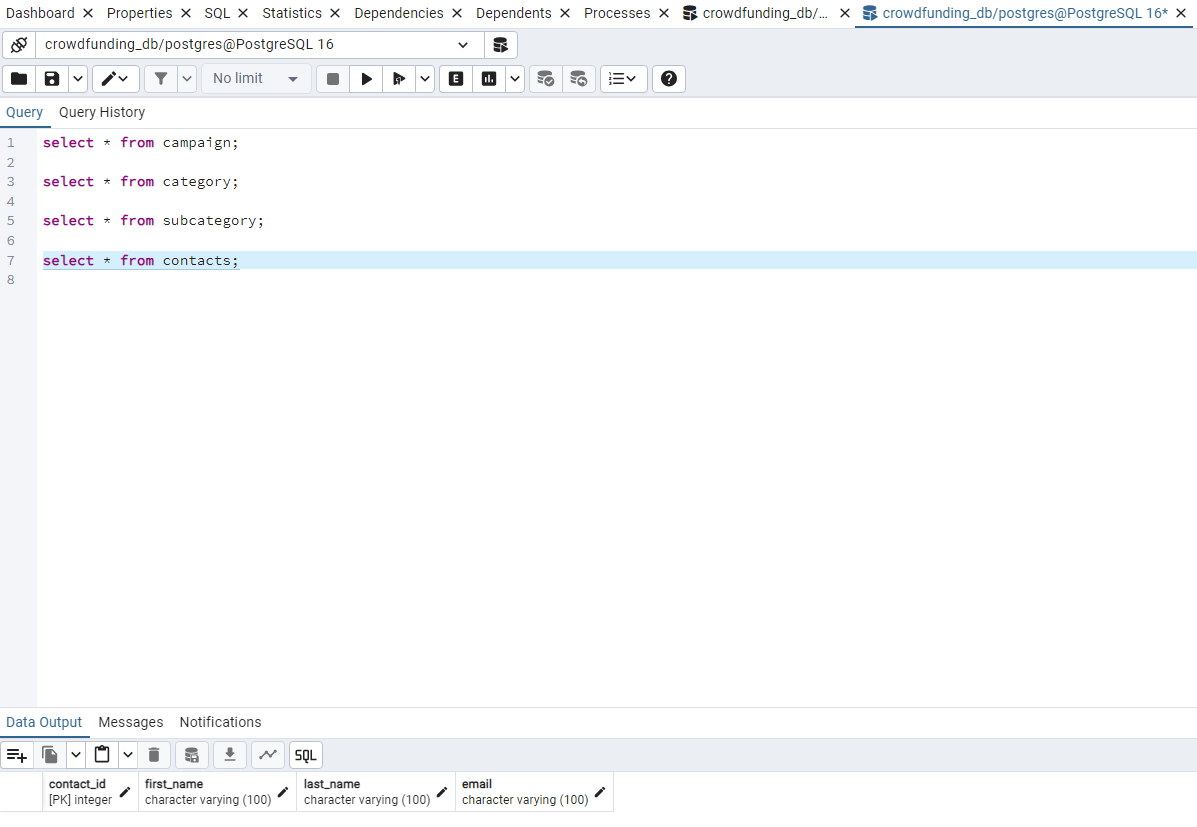 Dashboard Properties SQL Statistics Dependencies Dependents Processes crowdfunding_db/... crowdfunding_db/postgres@PostgreSQL 16*
crowdfunding_db/postgres@PostgreSQL 16
No limit E
Query Query History
1 select * from campaign;
2
3 select * from category;
4
5 select * from subcategory;
6
7 select * from contacts;
8
Data Output Messages Notifications
SQL
contact_id first_name last_name email
[PK] integer character varying (100) character varying (100) character varying (100)